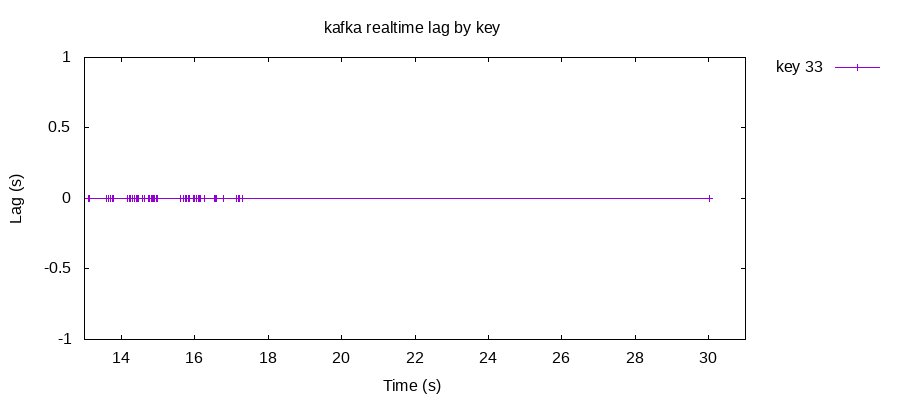 kafka realtime lag by key
key 33
1
0.5
0
-0.5
-1
Lag (s)
14 16 18 20 22 24 26 28 30
Time (s)